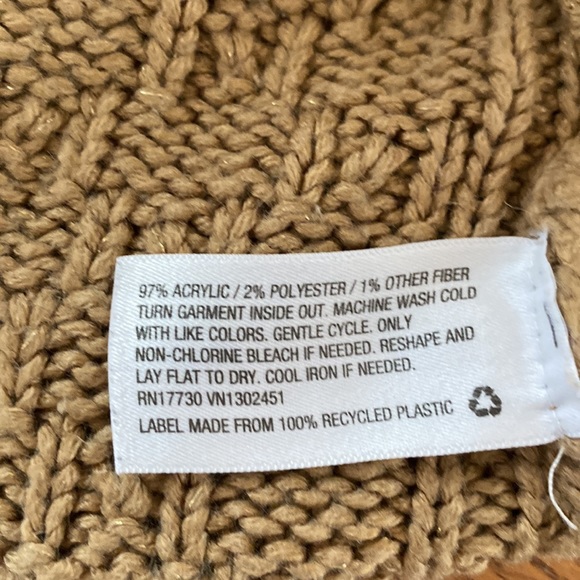 97% ACRYLIC / 2% POLYESTER / 1% OTHER FIBER
TURN GARMENT INSIDE OUT. MACHINE WASH COLD
WITH LIKE COLORS. GENTLE CYCLE. ONLY
NON-CHLORINE BLEACH IF NEEDED. RESHAPE AND
LAY FLAT TO DRY. COOL IRON IF NEEDED.
RN17730 VN1302451
LABEL MADE FROM 100% RECYCLED PLASTIC